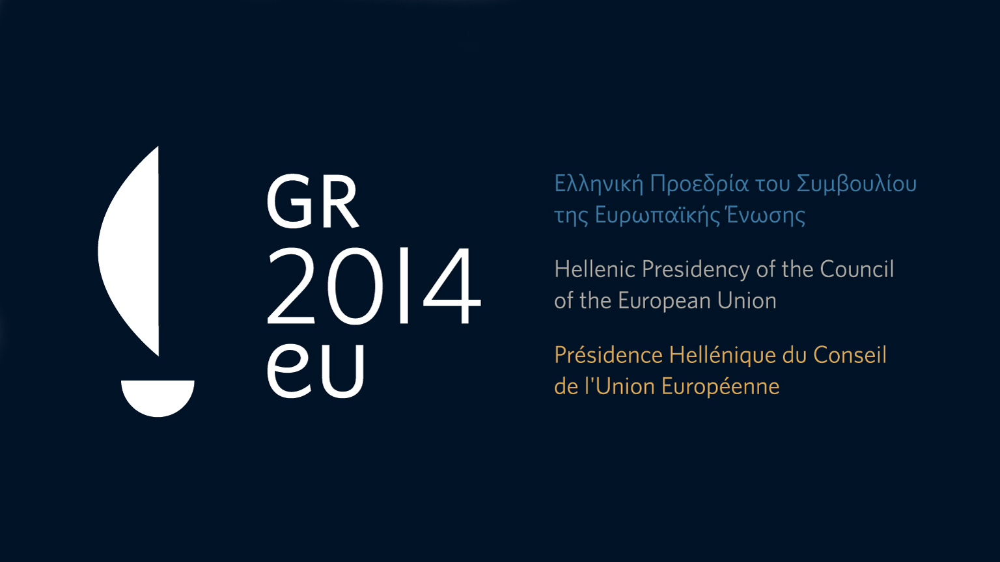 GR
2014
eu
Ελληνική Προεδρία του Συμβουλίου
της Ευρωπαϊκής Ένωσης
Hellenic Presidency of the Council
of the European Union
Présidence Hellénique du Conseil
de l'Union Européenne